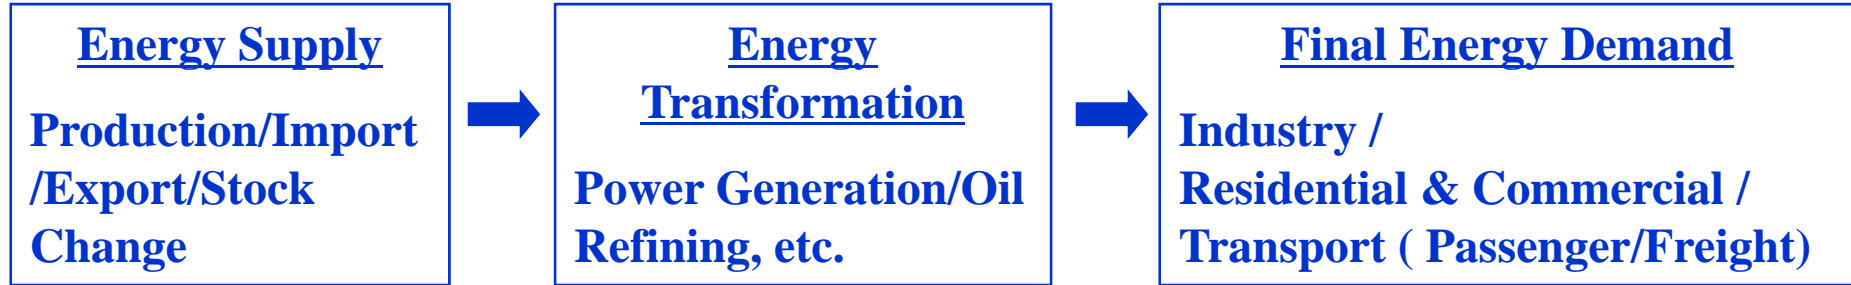 Energy Supply
Production/Import
/Export/Stock
Change
Energy
Transformation
Power Generation/Oil
Refining, etc.
Final Energy Demand
Industry /
Residential & Commercial /
Transport ( Passenger/Freight)